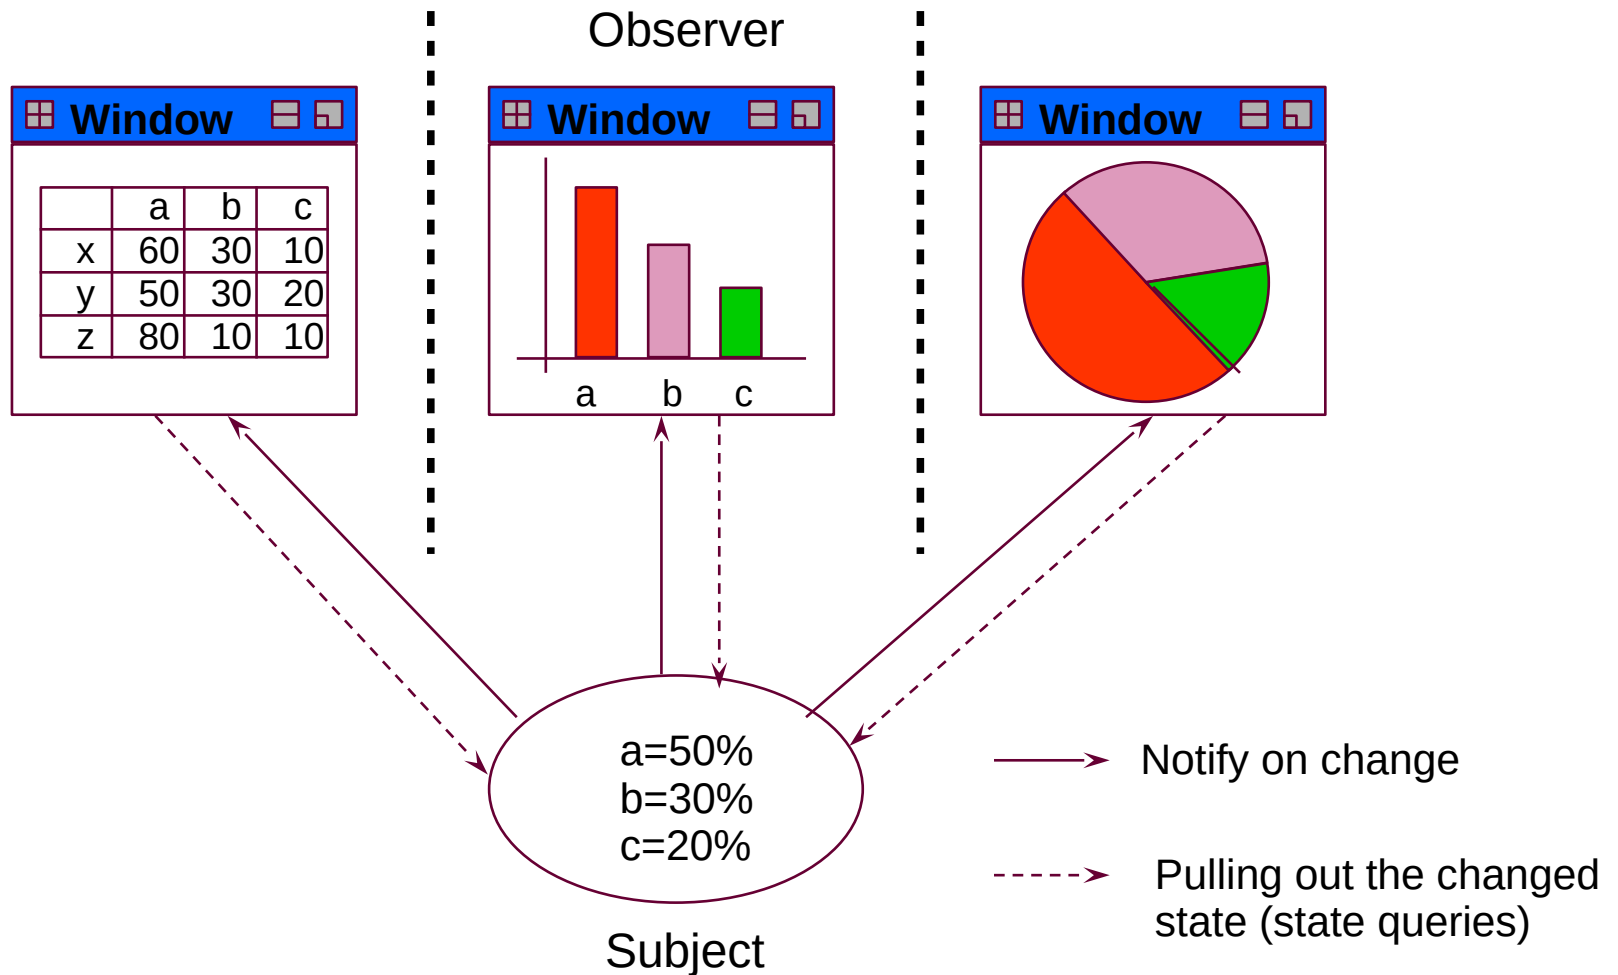 Observer
Window
Window
Window
a b c
x 60 30 10
y 50 30 20
z 80 10 10
a b c
a=50%
b=30%
c=20%
Subject
Notify on change
Pulling out the changed
state (state queries)